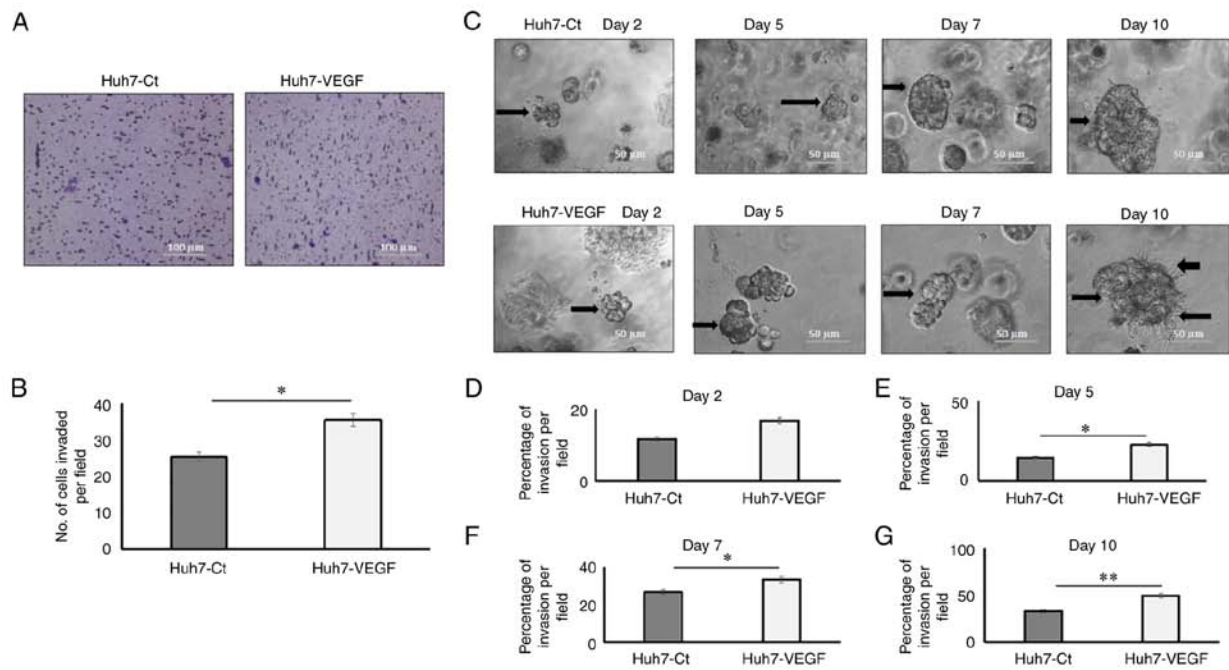 A
Huh7-Ct
Huh7-VEGF
100 μm
100 μm
B
*
No. of cells invaded
per field
40
30
20
10
0
Huh7-Ct
Huh7-VEGF
C
Huh7-Ct Day 2
Day 5
Day 7
Day 10
50 μm
50 μm
50 μm
50 μm
Huh7-VEGF Day 2
Day 5
Day 7
Day 10
50 μm
50 μm
50 μm
50 μm
D
Day 2
Percentage of
invasion per
field
20
10
0
Huh7-Ct
Huh7-VEGF
E
Day 5
*
Percentage of
invasion per
field
50
25
0
Huh7-Ct
Huh7-VEGF
F
Day 7
*
Percentage of
invasion per
field
40
20
0
Huh7-Ct
Huh7-VEGF
G
Day 10
**
Percentage of
invasion per
field
100
50
0
Huh7-Ct
Huh7-VEGF